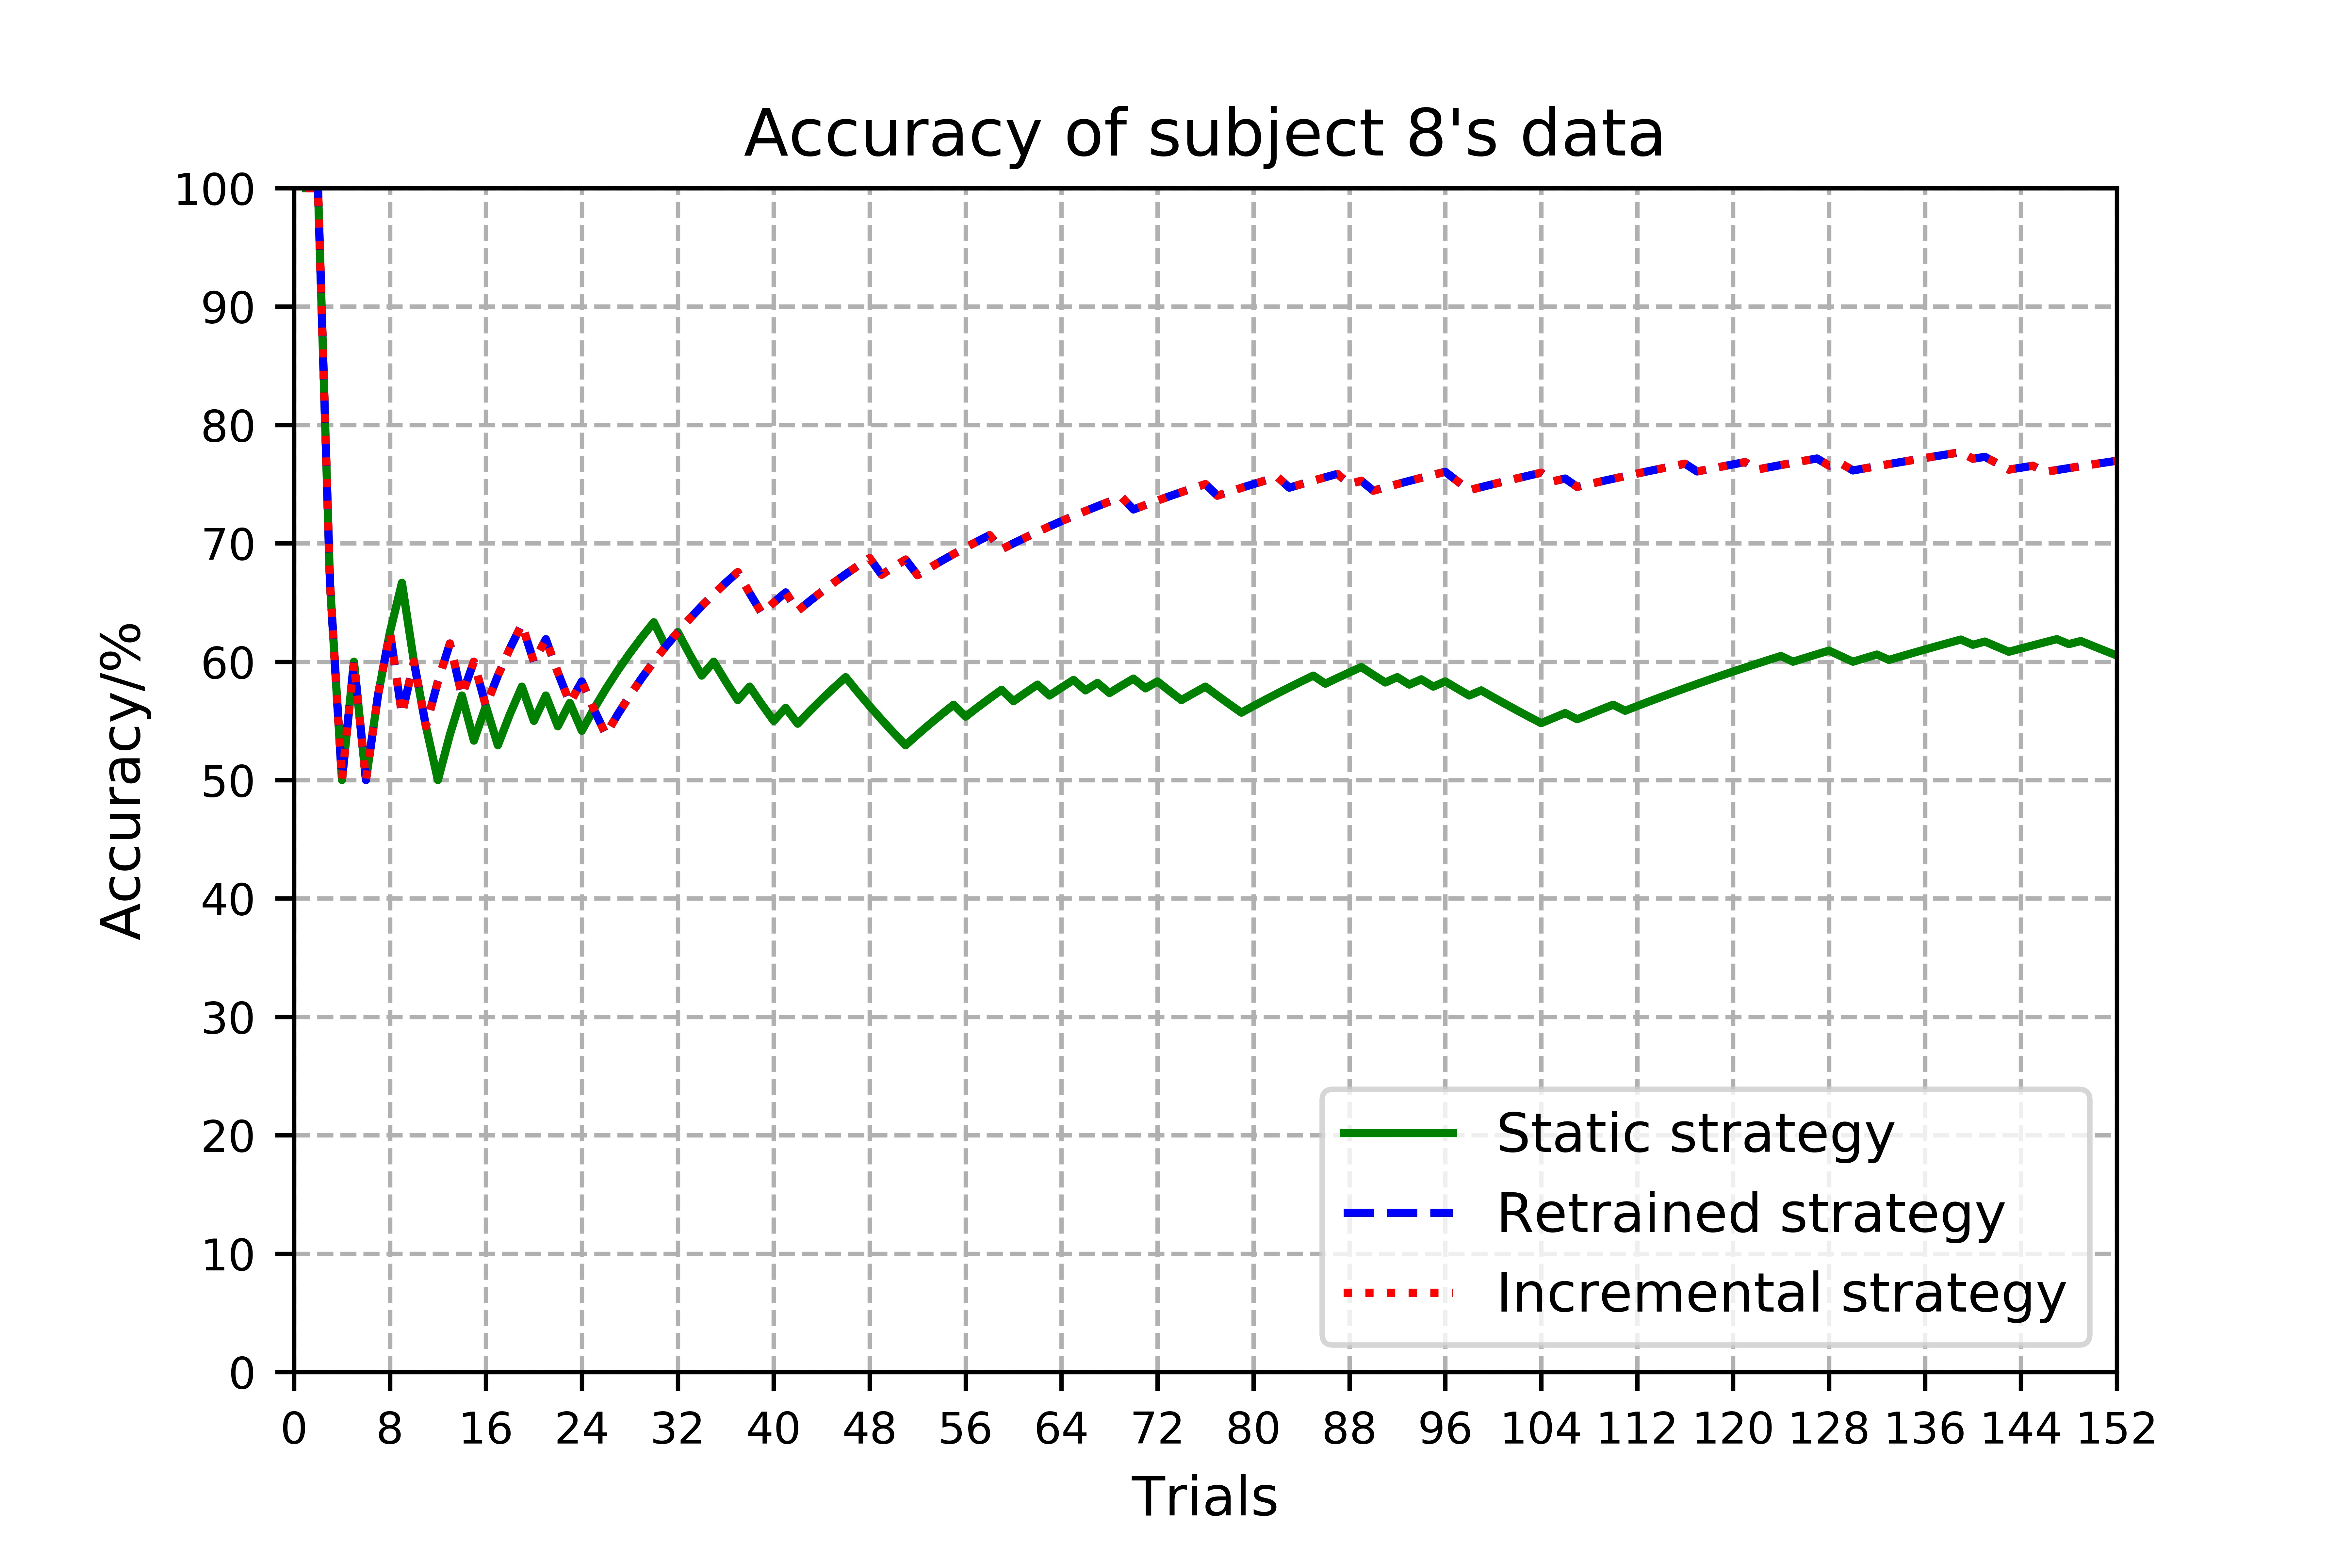 Accuracy of subject 8's data
100
90
80
70
60
50
40
30
20
10
0
Accuracy/%
Static strategy
Retrained strategy
Incremental strategy
0 8 16 24 32 40 48 56 64 72 80 88 96 104 112 120 128 136 144 152
Trials